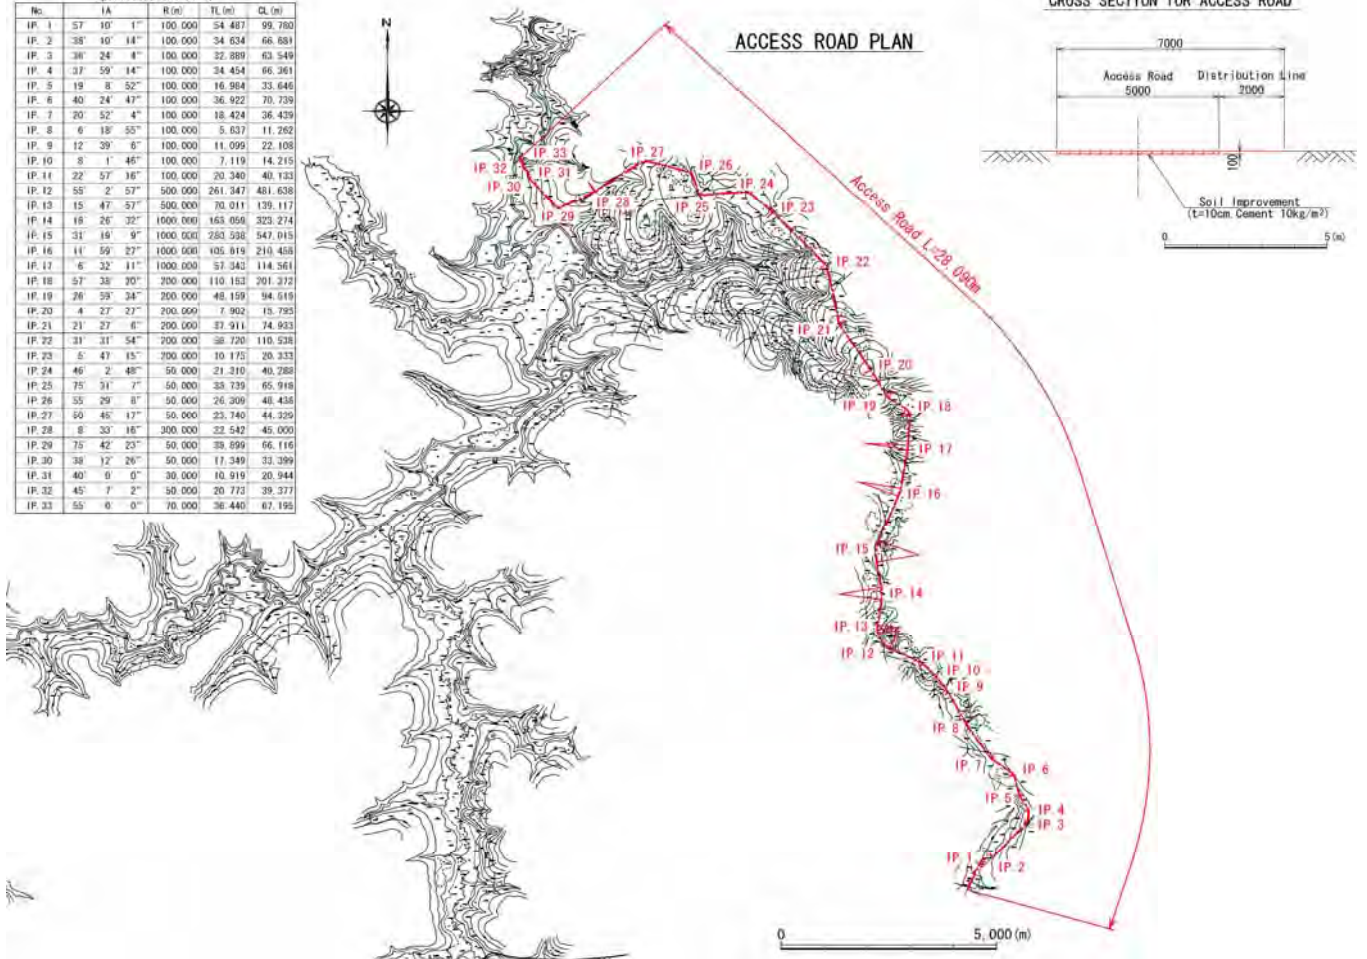 No. IA R(m) TL(m) CL(m)
IP. 1 57° 10' 1" 100.000 54.487 99.780
IP. 2 38° 10' 14" 100.000 34.634 66.681
IP. 3 36° 24' 4" 100.000 32.889 63.549
IP. 4 37° 59' 14" 100.000 34.454 66.361
IP. 5 19° 8' 52" 100.000 16.984 33.646
IP. 6 40° 24' 47" 100.000 36.922 70.739
IP. 7 20° 52' 4" 100.000 18.424 36.439
IP. 8 6° 18' 55" 100.000 5.637 11.262
IP. 9 12° 39' 6" 100.000 11.099 22.108
IP. 10 8° 1' 46" 100.000 7.119 14.215
IP. 11 22° 57' 16" 100.000 20.340 40.133
IP. 12 55° 2' 57" 500.000 261.347 481.638
IP. 13 15° 47' 57" 500.000 70.011 139.117
IP. 14 16° 26' 32" 1000.000 163.059 323.274
IP. 15 31° 19' 9" 1000.000 547.015
IP. 16 11° 59' 27" 1000.000 105.619 210.458
IP. 17 6° 32' 11" 1000.000 57.343 114.561
IP. 18 57° 38' 20" 200.000 110.153 201.372
IP. 19 26° 59' 34" 200.000 48.159 94.519
IP. 20 4° 27' 27" 200.000 7.902 15.795
IP. 21 21° 27' 6" 200.000 37.911 74.933
IP. 22 31° 31' 54" 200.000 110.538
IP. 23 5° 47' 15" 200.000 10.175 20.333
IP. 24 46° 2' 48" 50.000 21.310 40.288
IP. 25 75° 31' 7" 50.000 33.739 65.918
IP. 26 55° 29' 8" 50.000 26.309 48.438
IP. 27 50° 45' 17" 50.000 23.740 44.329
IP. 28 8° 33' 16" 300.000 22.542 45.000
IP. 29 75° 42' 23" 50.000 39.899 66.116
IP. 30 38° 12' 26" 50.000 17.349 33.399
IP. 31 40° 0' 0" 30.000 10.919 20.944
IP. 32 45° 7' 2" 50.000 20.773 39.377
IP. 33 55° 0' 0" 70.000 36.440 67.195
N
ACCESS ROAD PLAN
CROSS SECTION FOR ACCESS ROAD
7000
Access Road Distribution Line
5000 2000
100
Soil Improvement
(t=10cm, Cement 10kg/m²)
0 5(m)
Access Road L=28.090m
IP. 33
IP. 32
IP. 31
IP. 30
IP. 29
IP. 28
IP. 27
IP. 26
IP. 25
IP. 24
IP. 23
IP. 22
IP. 21
IP. 20
IP. 19
IP. 18
IP. 17
IP. 16
IP. 15
IP. 14
IP. 13
IP. 12
IP. 11
IP. 10
IP. 9
IP. 8
IP. 7
IP. 6
IP. 5
IP. 4
IP. 3
IP. 1
IP. 2
0 5,000(m)